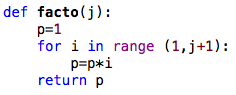 def facto(j):
    p=1
    for i in range (1,j+1):
        p=p*i
    return p